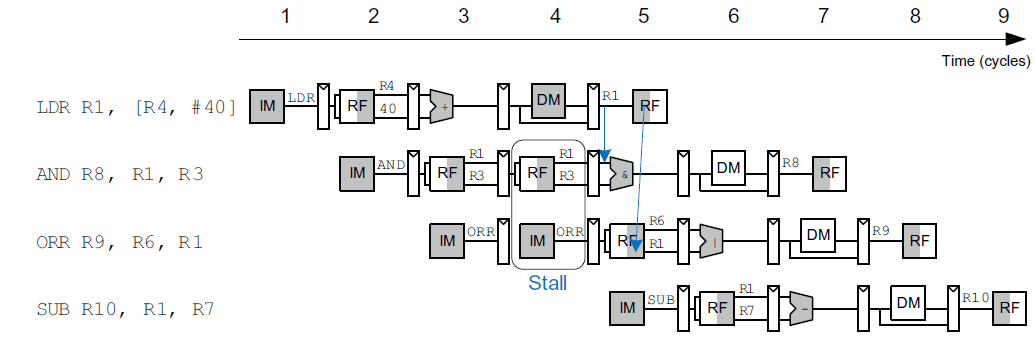 1 2 3 4 5 6 7 8 9
Time (cycles)
LDR R1, [R4, #40] IM LDR RF R4 40 + DM R1 RF
AND R8, R1, R3 IM AND RF R1 R3 RF R1 R3 & DM R8 RF
ORR R9, R6, R1 IM ORR IM ORR RF R6 R1 | DM R9 RF
Stall
SUB R10, R1, R7 IM SUB RF R1 R7 - DM R10 RF